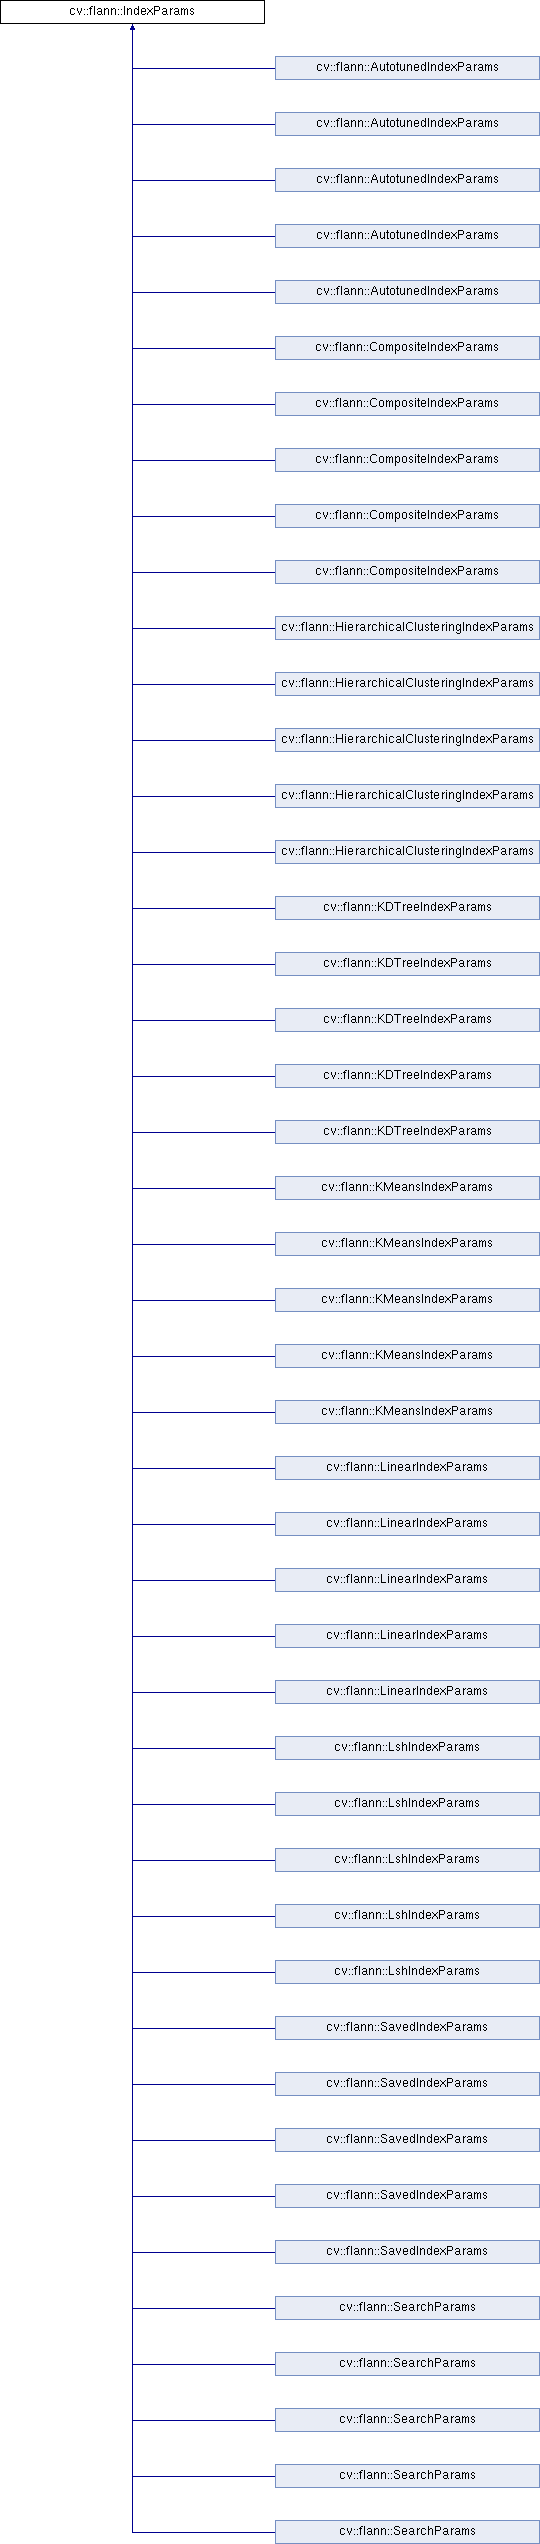 cv::flann::IndexParams
cv::flann::AutotunedIndexParams
cv::flann::AutotunedIndexParams
cv::flann::AutotunedIndexParams
cv::flann::AutotunedIndexParams
cv::flann::AutotunedIndexParams
cv::flann::CompositeIndexParams
cv::flann::CompositeIndexParams
cv::flann::CompositeIndexParams
cv::flann::CompositeIndexParams
cv::flann::CompositeIndexParams
cv::flann::HierarchicalClusteringIndexParams
cv::flann::HierarchicalClusteringIndexParams
cv::flann::HierarchicalClusteringIndexParams
cv::flann::HierarchicalClusteringIndexParams
cv::flann::HierarchicalClusteringIndexParams
cv::flann::KDTreeIndexParams
cv::flann::KDTreeIndexParams
cv::flann::KDTreeIndexParams
cv::flann::KDTreeIndexParams
cv::flann::KDTreeIndexParams
cv::flann::KMeansIndexParams
cv::flann::KMeansIndexParams
cv::flann::KMeansIndexParams
cv::flann::KMeansIndexParams
cv::flann::KMeansIndexParams
cv::flann::LinearIndexParams
cv::flann::LinearIndexParams
cv::flann::LinearIndexParams
cv::flann::LinearIndexParams
cv::flann::LinearIndexParams
cv::flann::LshIndexParams
cv::flann::LshIndexParams
cv::flann::LshIndexParams
cv::flann::LshIndexParams
cv::flann::LshIndexParams
cv::flann::SavedIndexParams
cv::flann::SavedIndexParams
cv::flann::SavedIndexParams
cv::flann::SavedIndexParams
cv::flann::SavedIndexParams
cv::flann::SearchParams
cv::flann::SearchParams
cv::flann::SearchParams
cv::flann::SearchParams
cv::flann::SearchParams